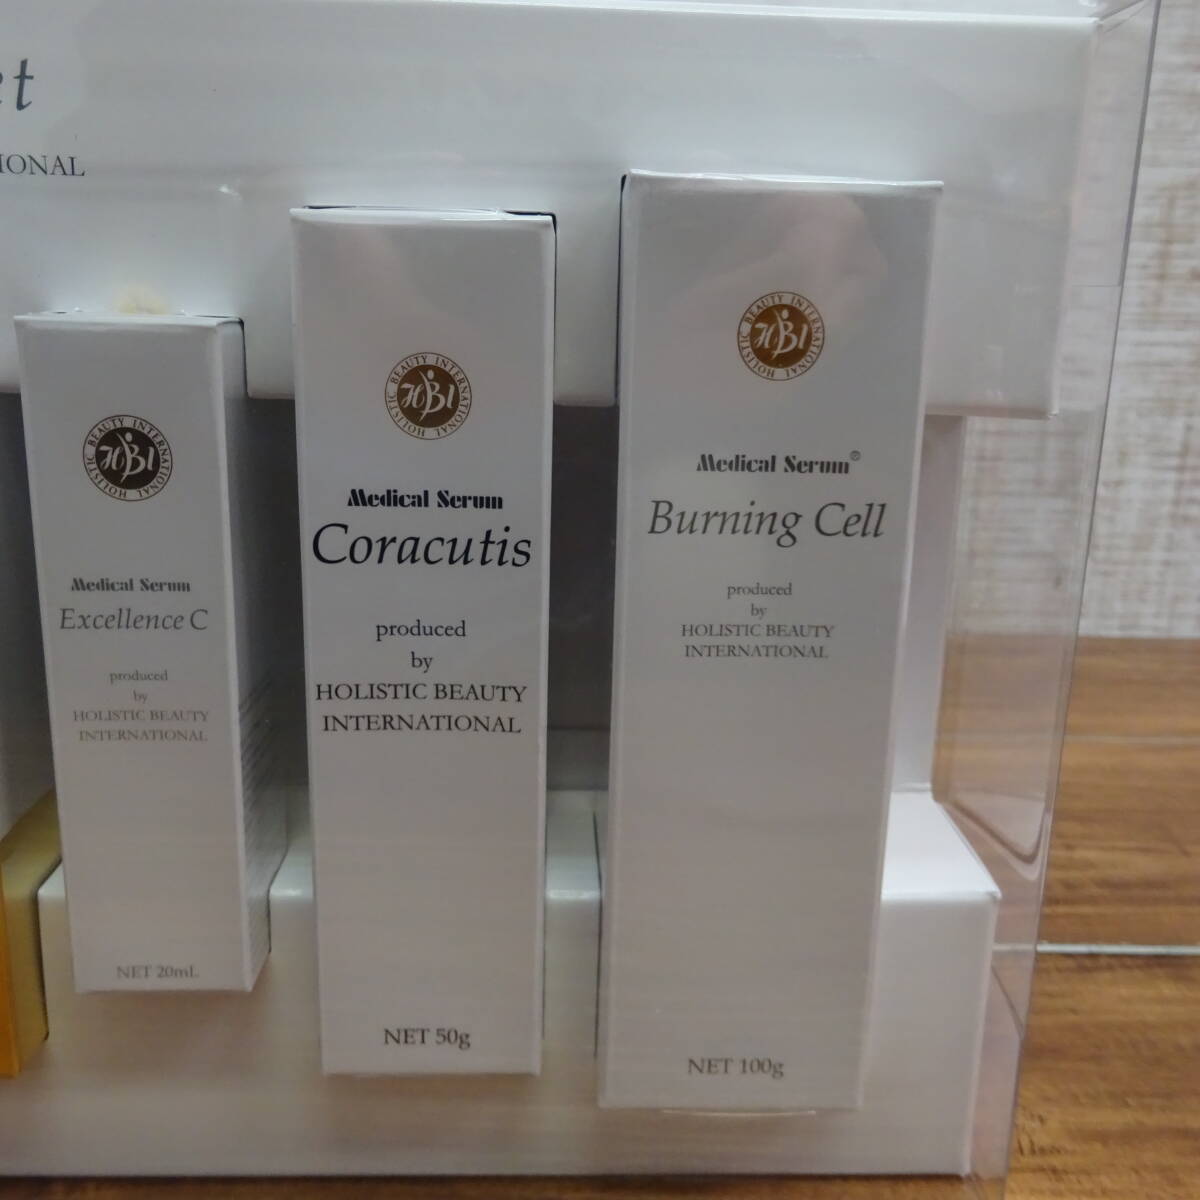 et
IONAL
HOLISTIC BEAUTY INTERNATIONAL
HBI
Medical Serum
Excellence C
produced
by
HOLISTIC BEAUTY
INTERNATIONAL
NET 20mL
HOLISTIC BEAUTY INTERNATIONAL
HBI
Medical Serum
Coracutis
produced
by
HOLISTIC BEAUTY
INTERNATIONAL
NET 50g
HOLISTIC BEAUTY INTERNATIONAL
HBI
Medical Serum®
Burning Cell
produced
by
HOLISTIC BEAUTY
INTERNATIONAL
NET 100g